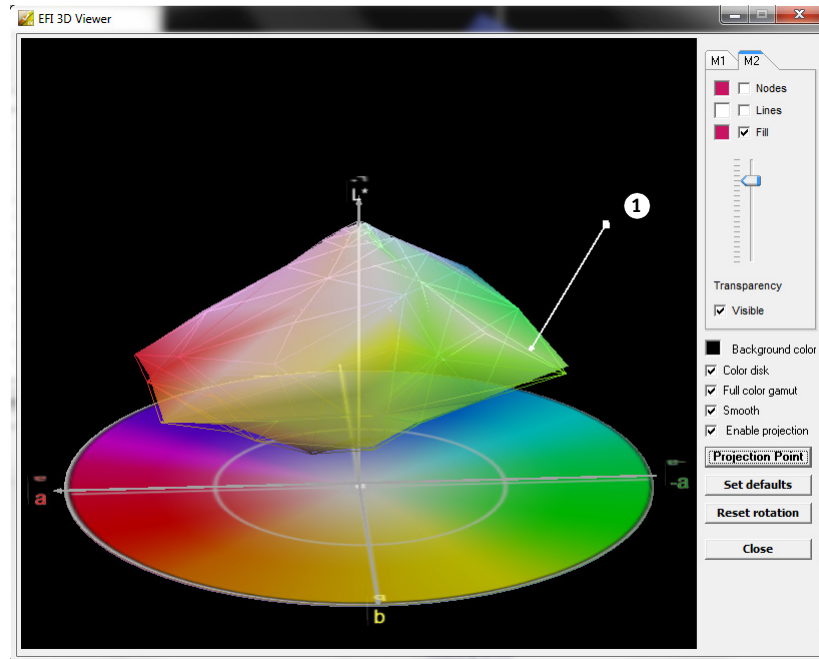 EFI 3D Viewer
M1 M2
Nodes
Lines
Fill
L*
1
Transparency
Visible
Background color
Color disk
Full color gamut
Smooth
Enable projection
Projection Point
a
-a
Set defaults
Reset rotation
Close
b